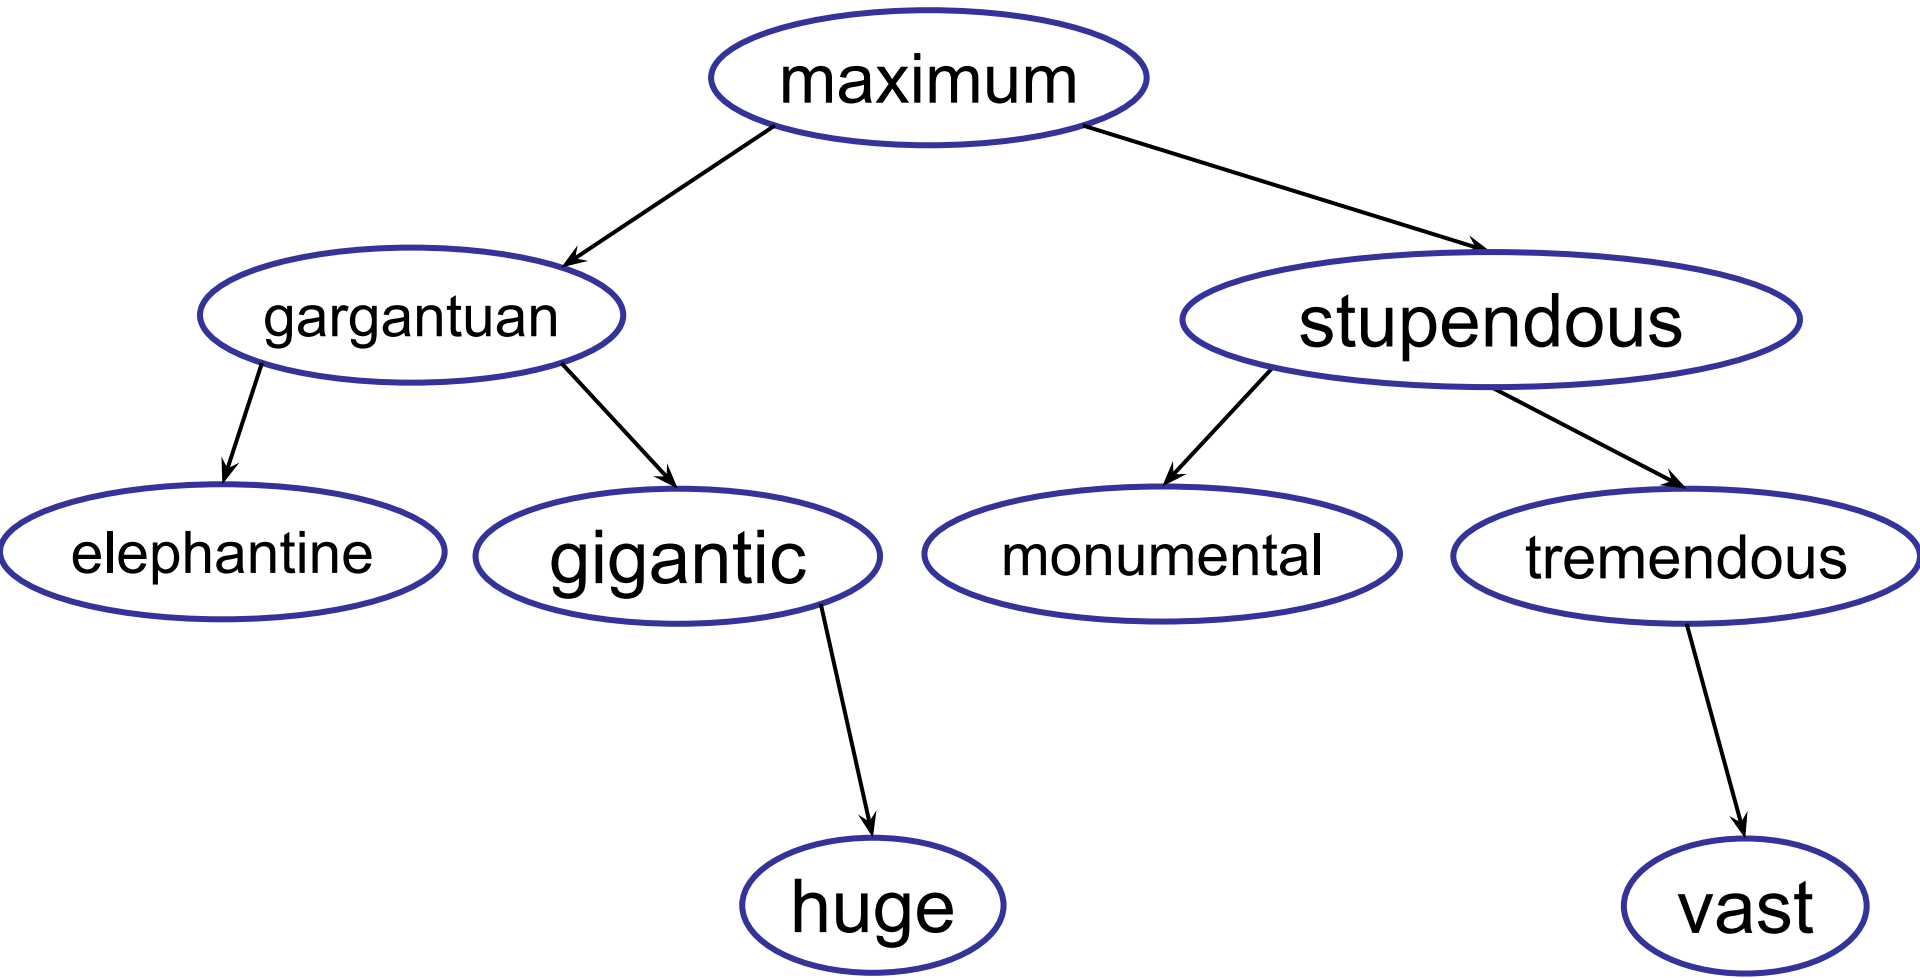 maximum
gargantuan
stupendous
elephantine
gigantic
monumental
tremendous
huge
vast